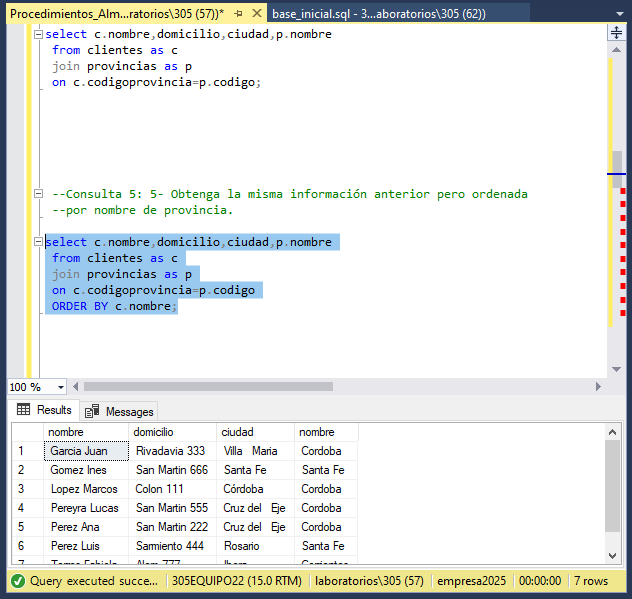 Procedimientos_Alm...ratorios\305 (57))*
base_inicial.sql - 3...aboratorios\305 (62))
select c.nombre,domicilio,ciudad,p.nombre
from clientes as c
join provincias as p
on c.codigoprovincia=p.codigo;
--Consulta 5: 5- Obtenga la misma información anterior pero ordenada
--por nombre de provincia.
select c.nombre,domicilio,ciudad,p.nombre
from clientes as c
join provincias as p
on c.codigoprovincia=p.codigo
ORDER BY c.nombre;
100 %
Results Messages
nombre domicilio ciudad nombre
1 Garcia Juan Rivadavia 333 Villa Maria Cordoba
2 Gomez Ines San Martin 666 Santa Fe Santa Fe
3 Lopez Marcos Colon 111 Córdoba Cordoba
4 Pereyra Lucas San Martin 555 Cruz del Eje Cordoba
5 Perez Ana San Martin 222 Cruz del Eje Cordoba
6 Perez Luis Sarmiento 444 Rosario Santa Fe
7
Query executed succe... 305EQUIPO22 (15.0 RTM) laboratorios\305 (57) empresa2025 00:00:00 7 rows